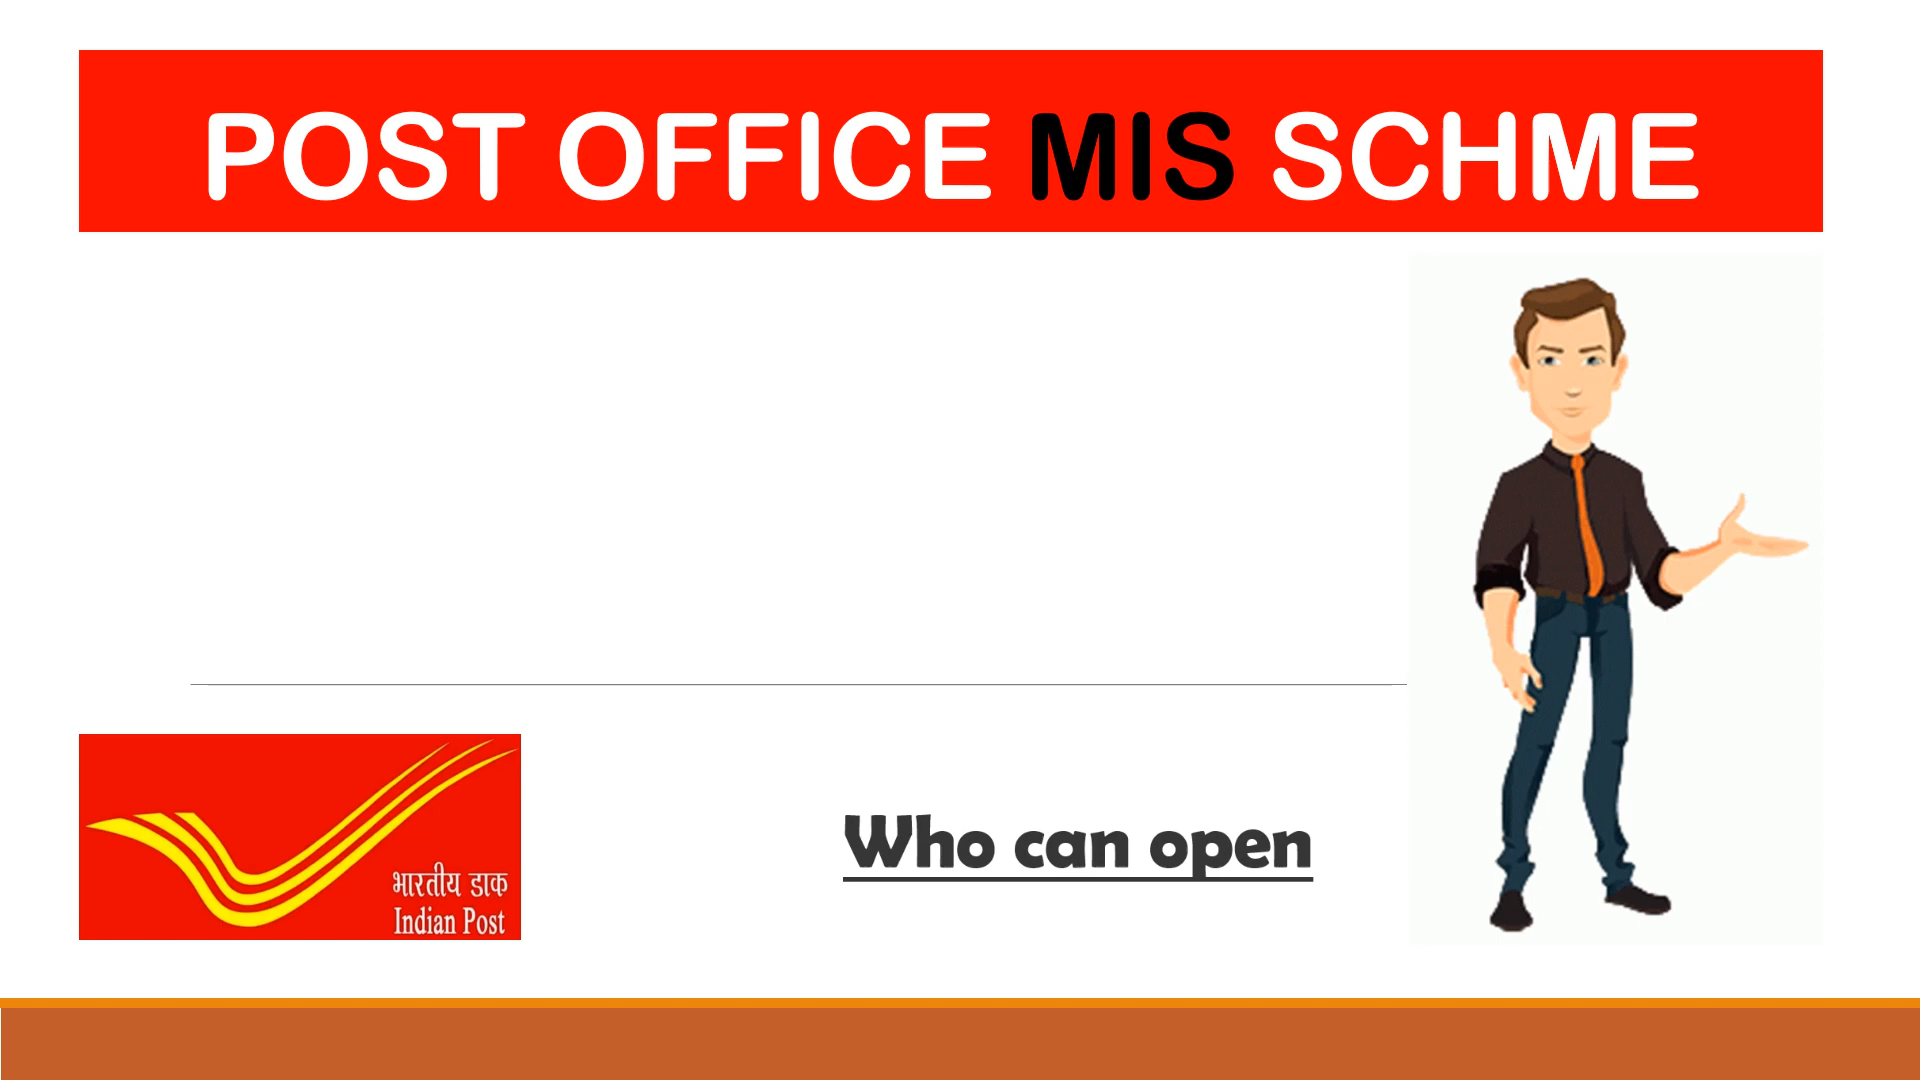 POST OFFICE MIS SCHME
भारतीय डाक
Indian Post
Who can open